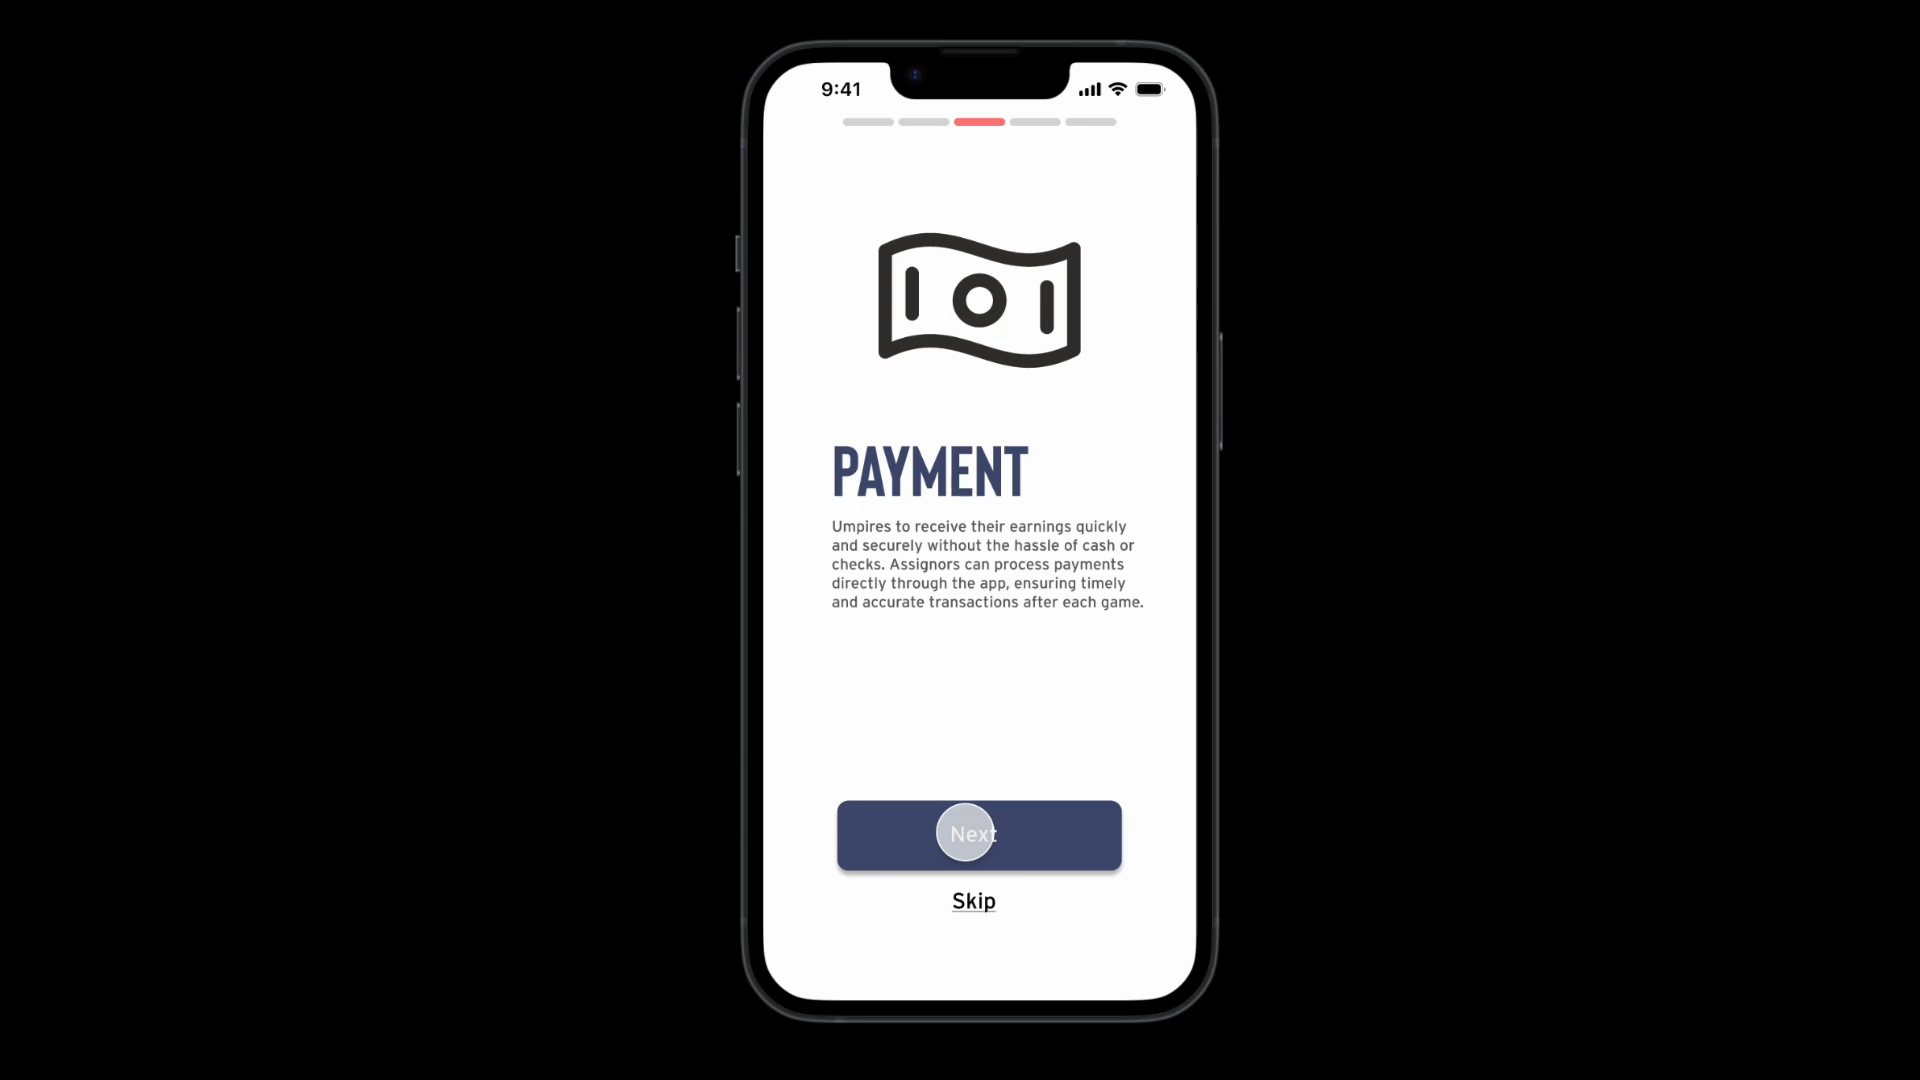 9:41
PAYMENT
Umpires to receive their earnings quickly
and securely without the hassle of cash or
checks. Assignors can process payments
directly through the app, ensuring timely
and accurate transactions after each game.
Next
Skip